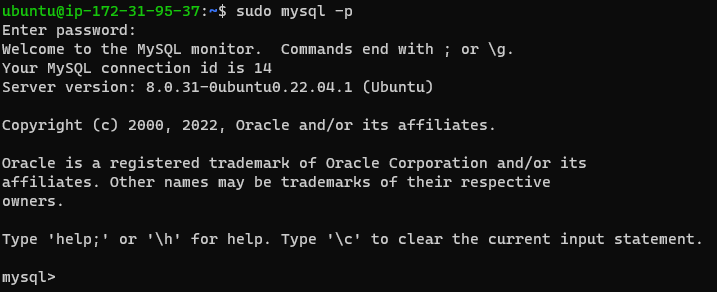 ubuntu@ip-172-31-95-37:~$ sudo mysql -p
Enter password:
Welcome to the MySQL monitor.  Commands end with ; or \g.
Your MySQL connection id is 14
Server version: 8.0.31-0ubuntu0.22.04.1 (Ubuntu)

Copyright (c) 2000, 2022, Oracle and/or its affiliates.

Oracle is a registered trademark of Oracle Corporation and/or its
affiliates. Other names may be trademarks of their respective
owners.

Type 'help;' or '\h' for help. Type '\c' to clear the current input statement.

mysql>